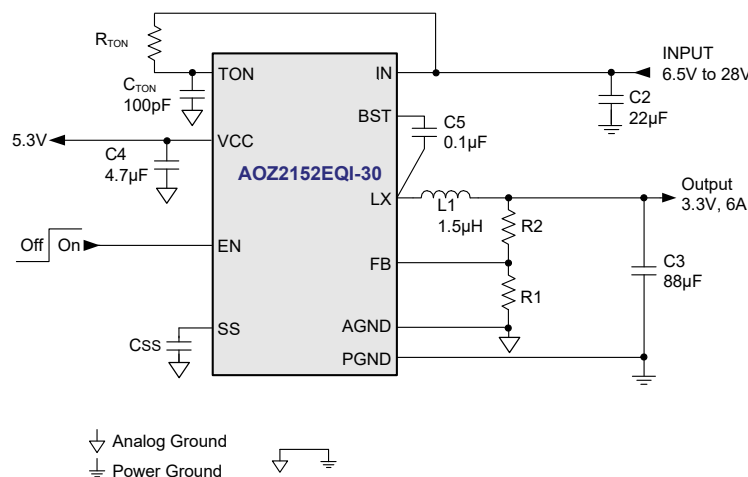 RTON
TON
IN
INPUT
6.5V to 28V
CTON
100pF
C2
22µF
BST
C5
0.1µF
5.3V
VCC
C4
4.7µF
AOZ2152EQI-30
LX
L1
1.5µH
Output
3.3V, 6A
R2
Off
On
EN
FB
C3
88µF
R1
SS
CSS
AGND
PGND
Analog Ground
Power Ground